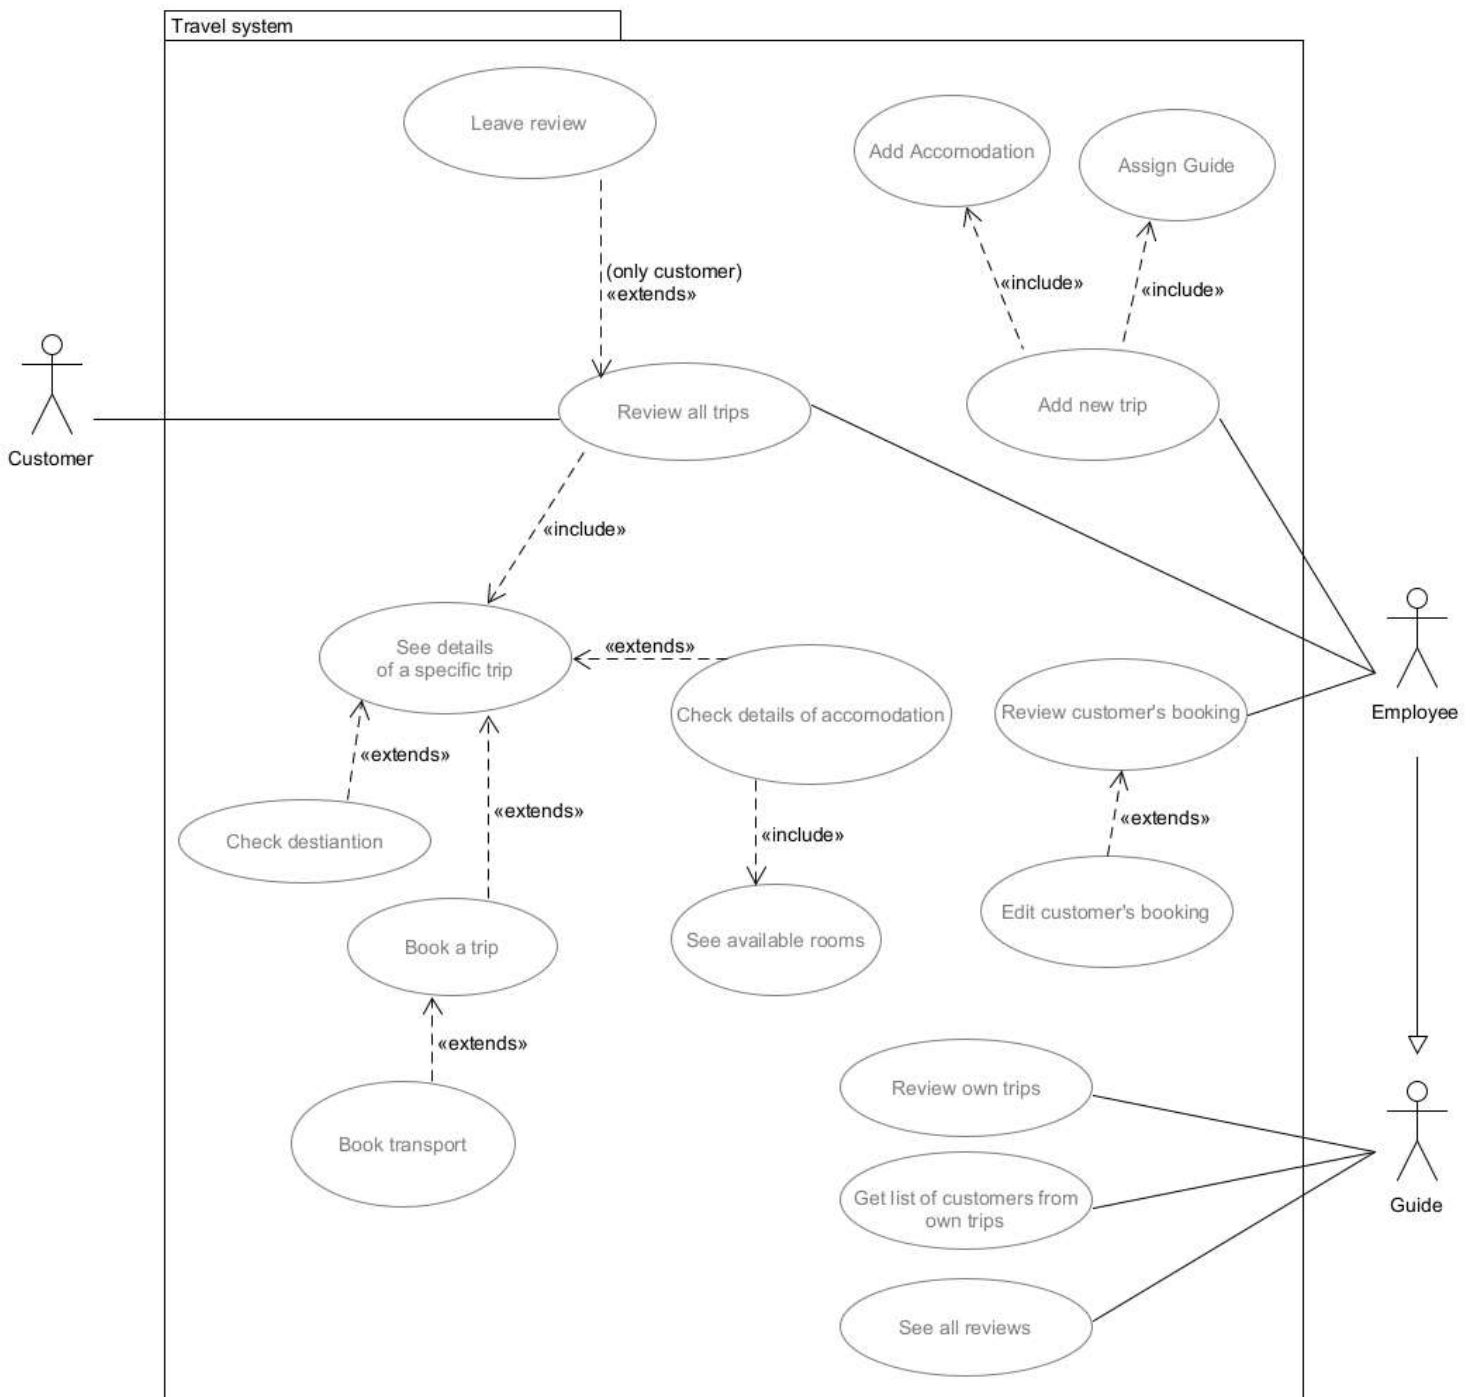 Travel system
Leave review
Add Accomodation
Assign Guide
(only customer)
«extends»
«include»
«include»
Customer
Review all trips
Add new trip
«include»
See details
of a specific trip
«extends»
Check details of accomodation
Review customer's booking
Employee
«extends»
«extends»
«include»
«extends»
Check destiantion
Book a trip
See available rooms
Edit customer's booking
«extends»
Book transport
Review own trips
Get list of customers from
own trips
Guide
See all reviews